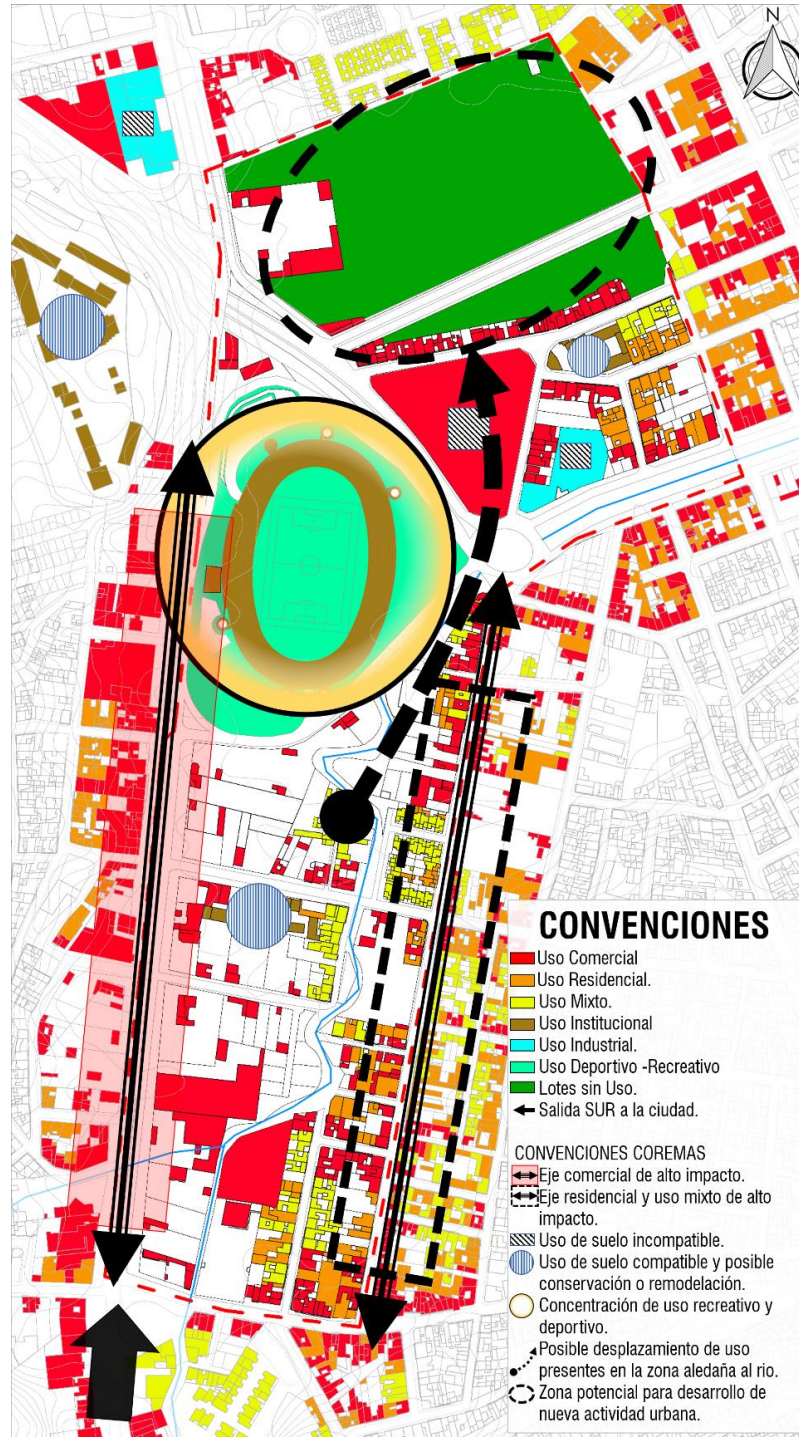 N
CONVENCIONES
Uso Comercial
Uso Residencial.
Uso Mixto.
Uso Institucional
Uso Industrial.
Uso Deportivo -Recreativo
Lotes sin Uso.
Salida SUR a la ciudad.
CONVENCIONES COREMAS
Eje comercial de alto impacto.
Eje residencial y uso mixto de alto
impacto.
Uso de suelo incompatible.
Uso de suelo compatible y posible
conservación o remodelación.
Concentración de uso recreativo y
deportivo.
Posible desplazamiento de uso
presentes en la zona aledaña al rio.
Zona potencial para desarrollo de
nueva actividad urbana.